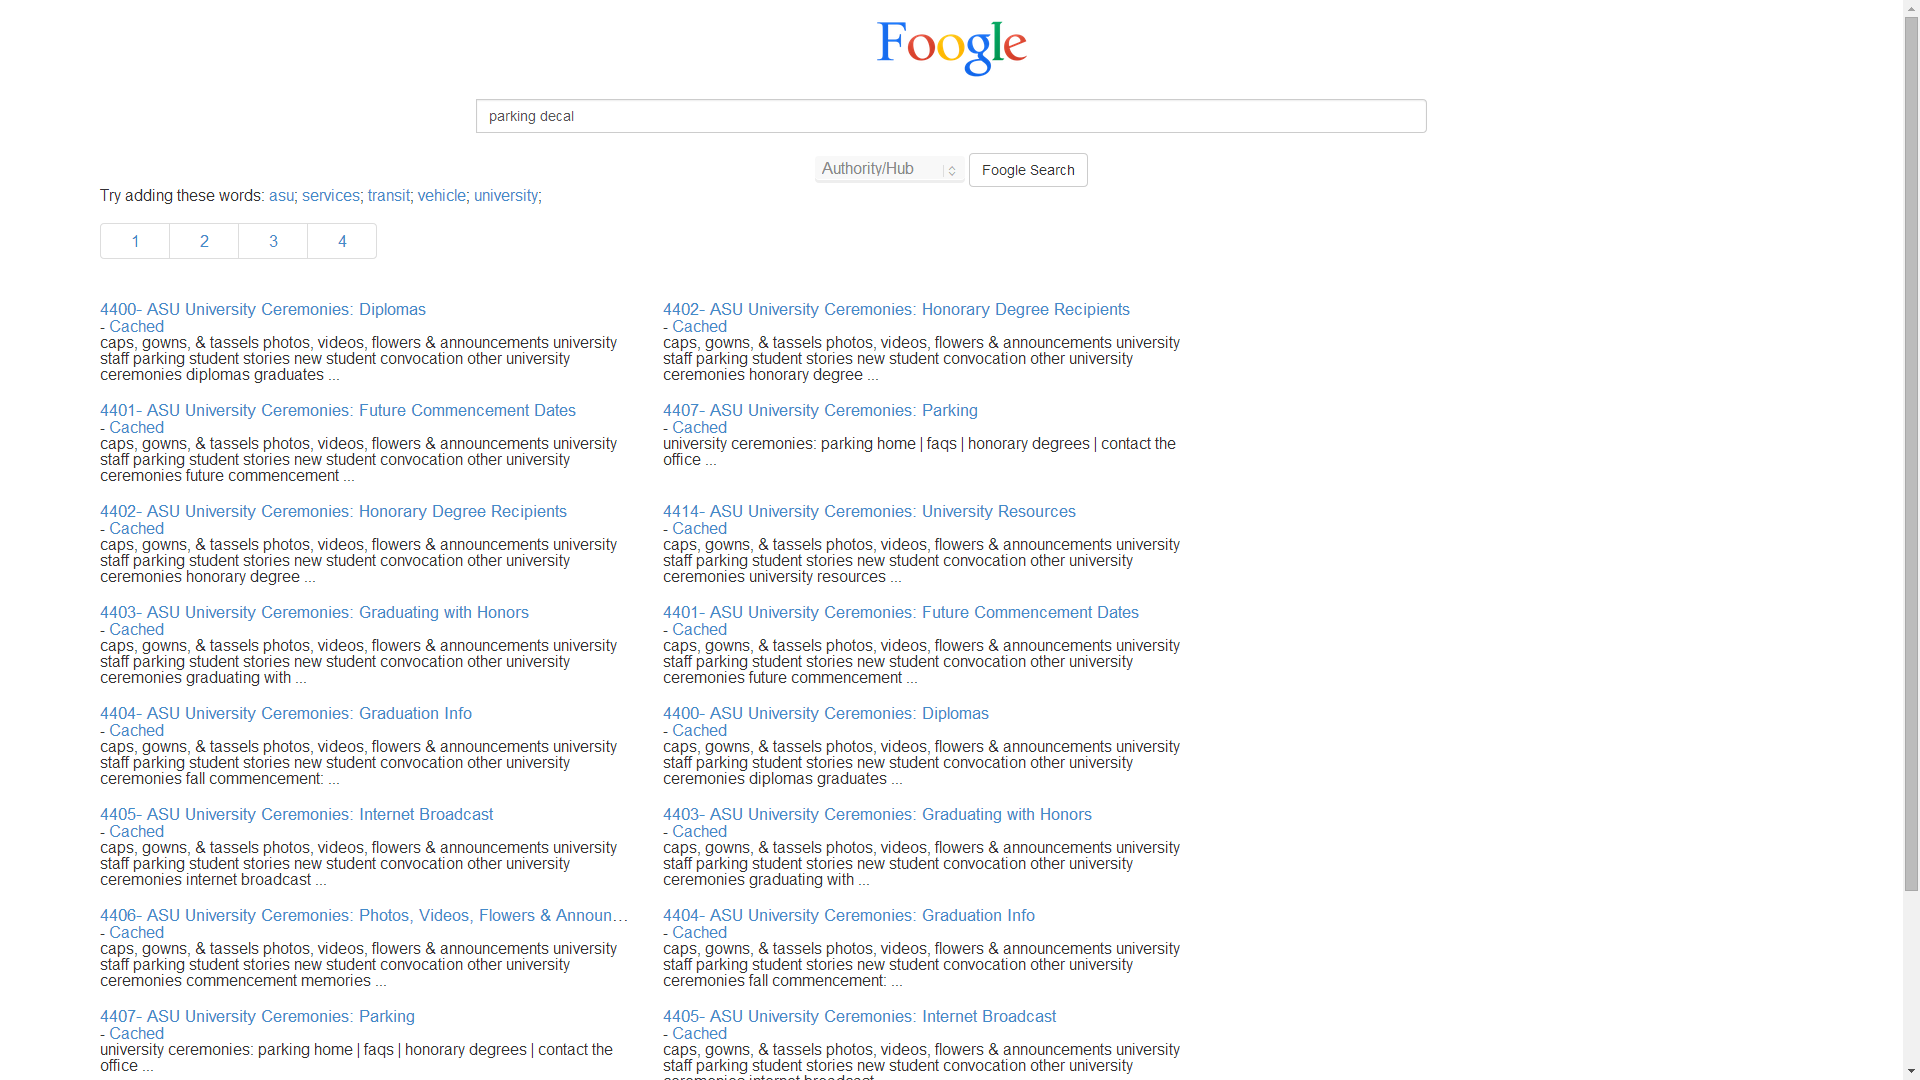 Foogle
parking decal
Authority/Hub
Foogle Search
Try adding these words: asu; services; transit; vehicle; university;
1 2 3 4
4400- ASU University Ceremonies: Diplomas
- Cached
caps, gowns, & tassels photos, videos, flowers & announcements university
staff parking student stories new student convocation other university
ceremonies diplomas graduates ...
4401- ASU University Ceremonies: Future Commencement Dates
- Cached
caps, gowns, & tassels photos, videos, flowers & announcements university
staff parking student stories new student convocation other university
ceremonies future commencement ...
4402- ASU University Ceremonies: Honorary Degree Recipients
- Cached
caps, gowns, & tassels photos, videos, flowers & announcements university
staff parking student stories new student convocation other university
ceremonies honorary degree ...
4403- ASU University Ceremonies: Graduating with Honors
- Cached
caps, gowns, & tassels photos, videos, flowers & announcements university
staff parking student stories new student convocation other university
ceremonies graduating with ...
4404- ASU University Ceremonies: Graduation Info
- Cached
caps, gowns, & tassels photos, videos, flowers & announcements university
staff parking student stories new student convocation other university
ceremonies fall commencement: ...
4405- ASU University Ceremonies: Internet Broadcast
- Cached
caps, gowns, & tassels photos, videos, flowers & announcements university
staff parking student stories new student convocation other university
ceremonies internet broadcast ...
4406- ASU University Ceremonies: Photos, Videos, Flowers & Announ...
- Cached
caps, gowns, & tassels photos, videos, flowers & announcements university
staff parking student stories new student convocation other university
ceremonies commencement memories ...
4407- ASU University Ceremonies: Parking
- Cached
university ceremonies: parking home | faqs | honorary degrees | contact the
office ...
4402- ASU University Ceremonies: Honorary Degree Recipients
- Cached
caps, gowns, & tassels photos, videos, flowers & announcements university
staff parking student stories new student convocation other university
ceremonies honorary degree ...
4407- ASU University Ceremonies: Parking
- Cached
university ceremonies: parking home | faqs | honorary degrees | contact the
office ...
4414- ASU University Ceremonies: University Resources
- Cached
caps, gowns, & tassels photos, videos, flowers & announcements university
staff parking student stories new student convocation other university
ceremonies university resources ...
4401- ASU University Ceremonies: Future Commencement Dates
- Cached
caps, gowns, & tassels photos, videos, flowers & announcements university
staff parking student stories new student convocation other university
ceremonies future commencement ...
4400- ASU University Ceremonies: Diplomas
- Cached
caps, gowns, & tassels photos, videos, flowers & announcements university
staff parking student stories new student convocation other university
ceremonies diplomas graduates ...
4403- ASU University Ceremonies: Graduating with Honors
- Cached
caps, gowns, & tassels photos, videos, flowers & announcements university
staff parking student stories new student convocation other university
ceremonies graduating with ...
4404- ASU University Ceremonies: Graduation Info
- Cached
caps, gowns, & tassels photos, videos, flowers & announcements university
staff parking student stories new student convocation other university
ceremonies fall commencement: ...
4405- ASU University Ceremonies: Internet Broadcast
- Cached
caps, gowns, & tassels photos, videos, flowers & announcements university
staff parking student stories new student convocation other university